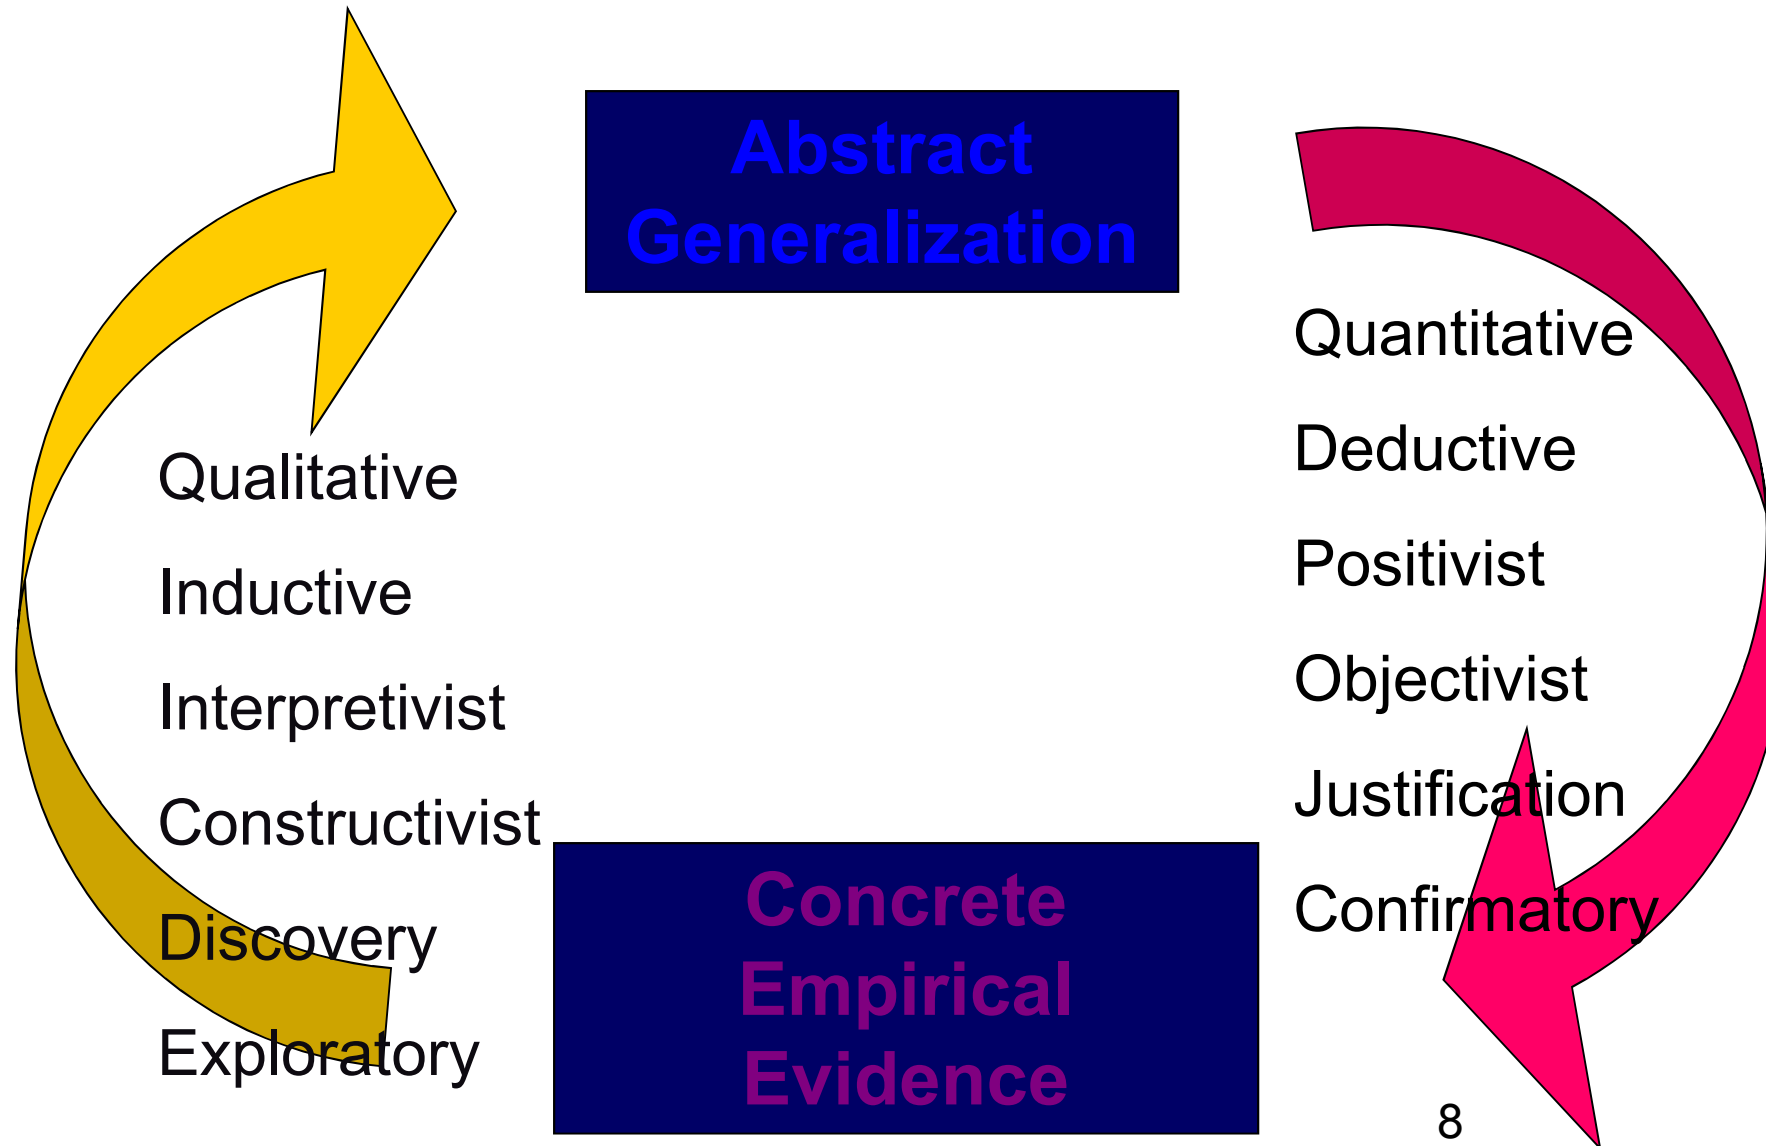 Abstract
Generalization
Qualitative
Inductive
Interpretivist
Constructivist
Discovery
Exploratory
Quantitative
Deductive
Positivist
Objectivist
Justification
Confirmatory
Concrete
Empirical
Evidence
8